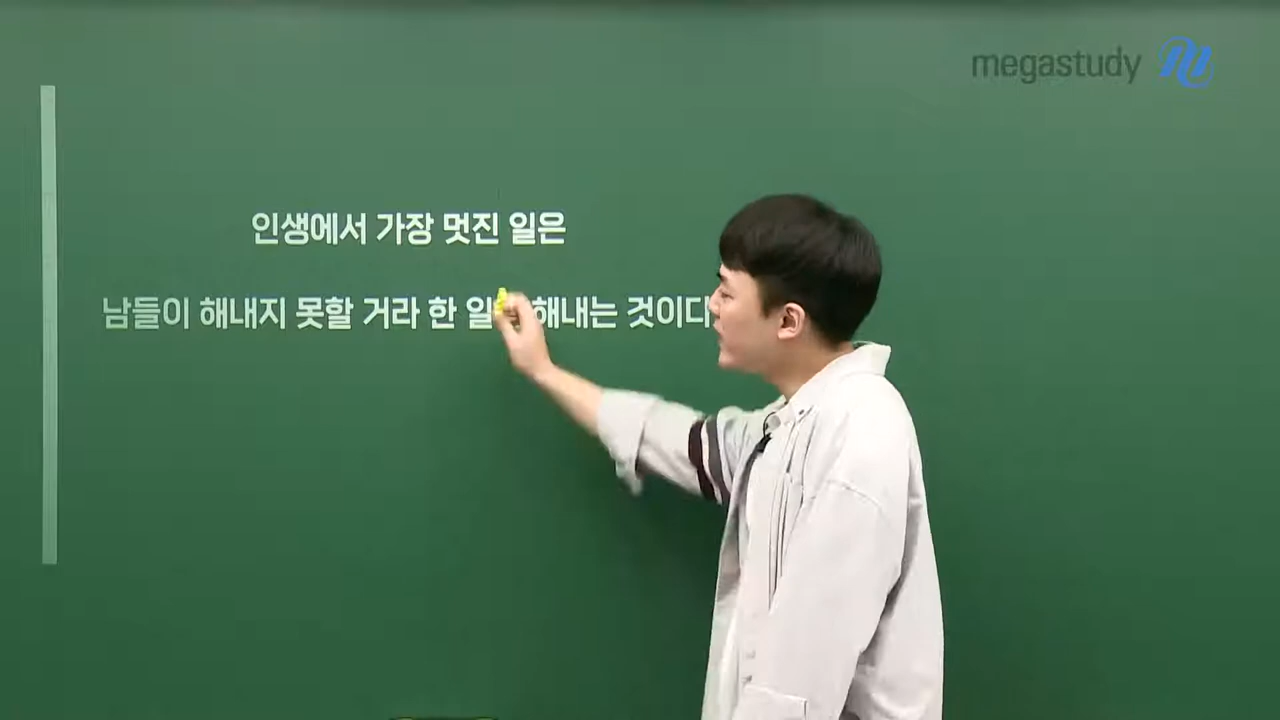 megastudy
인생에서 가장 멋진 일은
남들이 해내지 못할 거라 한 해내는 것이다